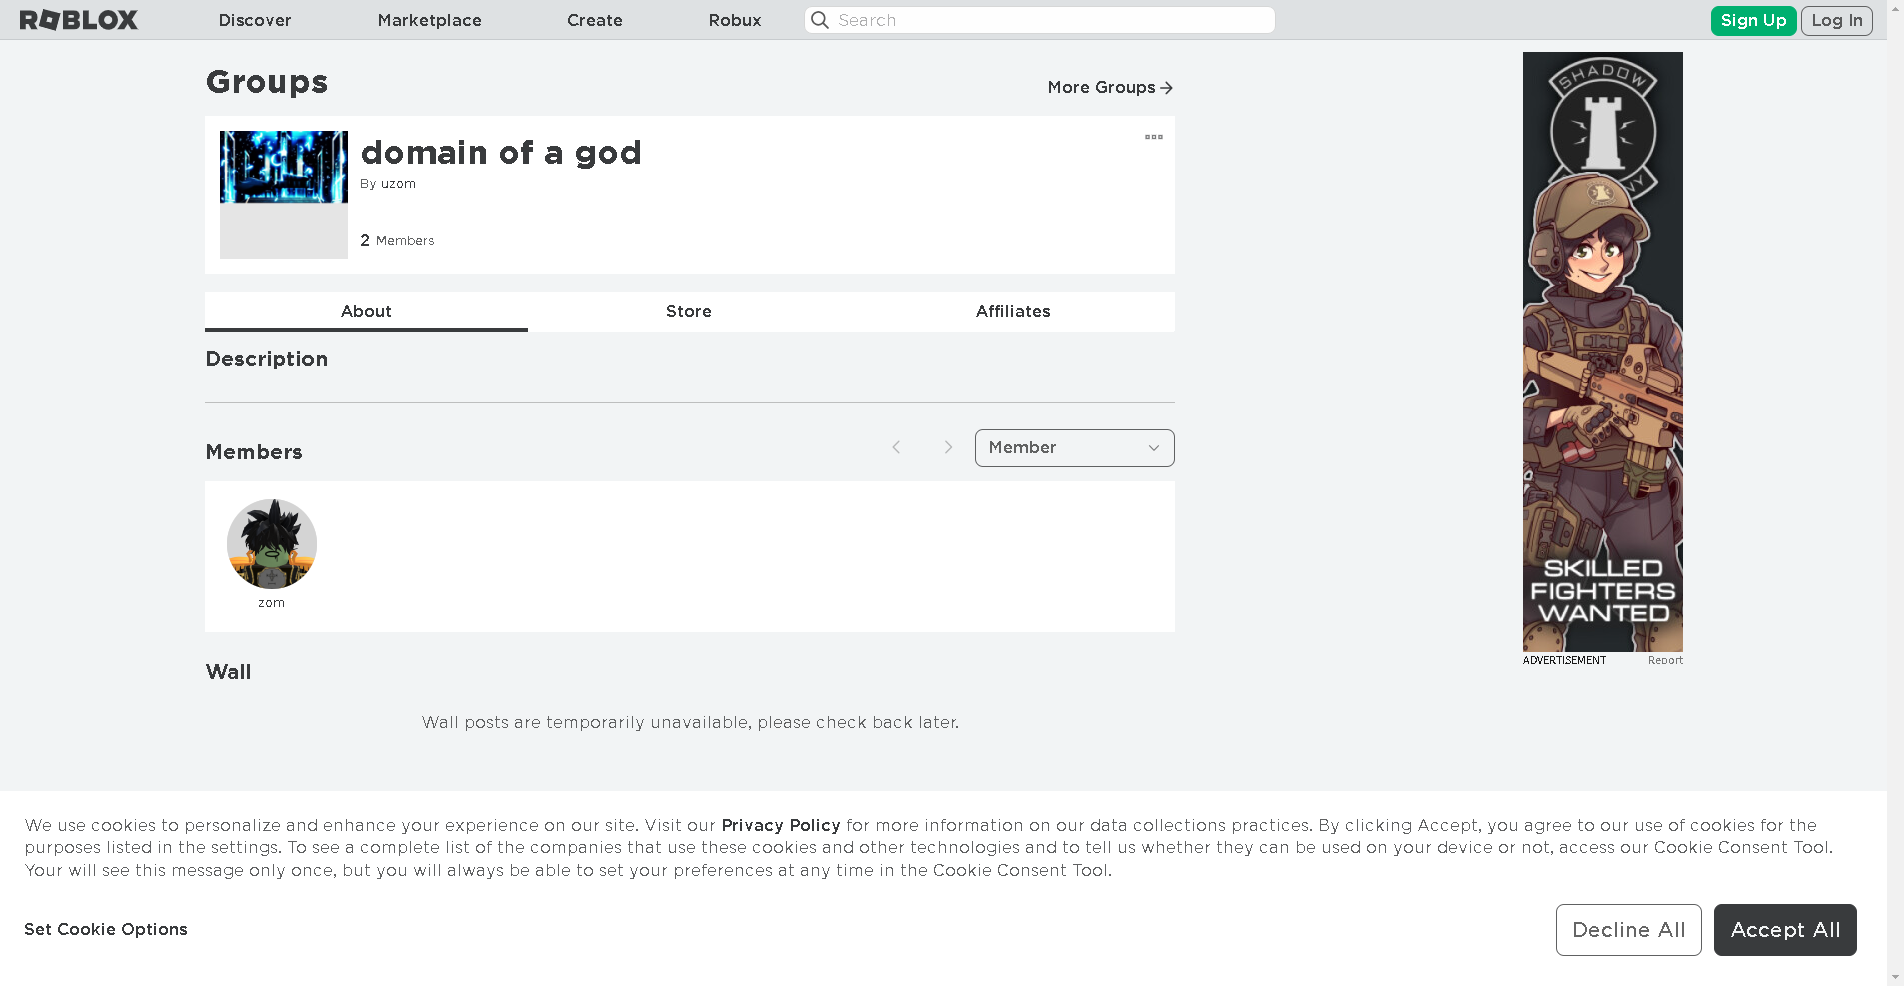 ROBLOX Discover Marketplace Create Robux Search Sign Up Log In
Groups
More Groups
domain of a god
By uzom
2 Members
About Store Affiliates
Description
Members
Member
zom
Wall
Wall posts are temporarily unavailable, please check back later.
SHADOW
SKILLED
FIGHTERS
WANTED
ADVERTISEMENT Report
We use cookies to personalize and enhance your experience on our site. Visit our Privacy Policy for more information on our data collections practices. By clicking Accept, you agree to our use of cookies for the
purposes listed in the settings. To see a complete list of the companies that use these cookies and other technologies and to tell us whether they can be used on your device or not, access our Cookie Consent Tool.
Your will see this message only once, but you will always be able to set your preferences at any time in the Cookie Consent Tool.
Set Cookie Options
Decline All
Accept All